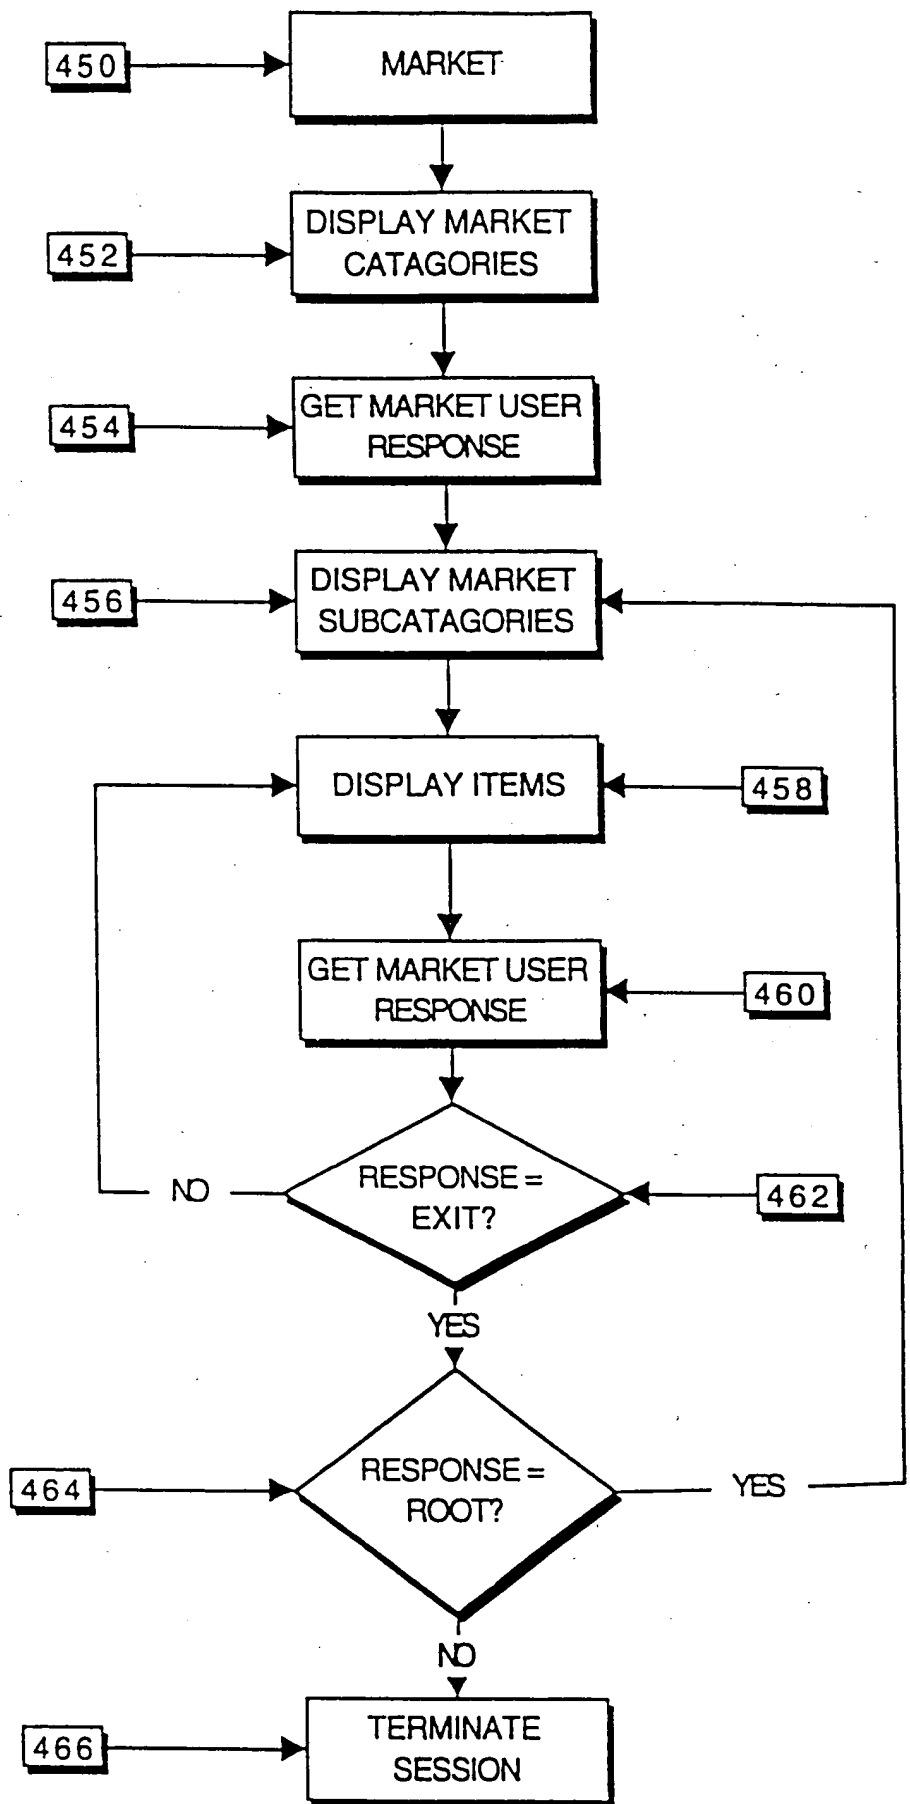 450
MARKET
452
DISPLAY MARKET
CATAGORIES
454
GET MARKET USER
RESPONSE
456
DISPLAY MARKET
SUBCATAGORIES
DISPLAY ITEMS
458
GET MARKET USER
RESPONSE
460
NO
RESPONSE =
EXIT?
462
YES
464
RESPONSE =
ROOT?
YES
NO
466
TERMINATE
SESSION